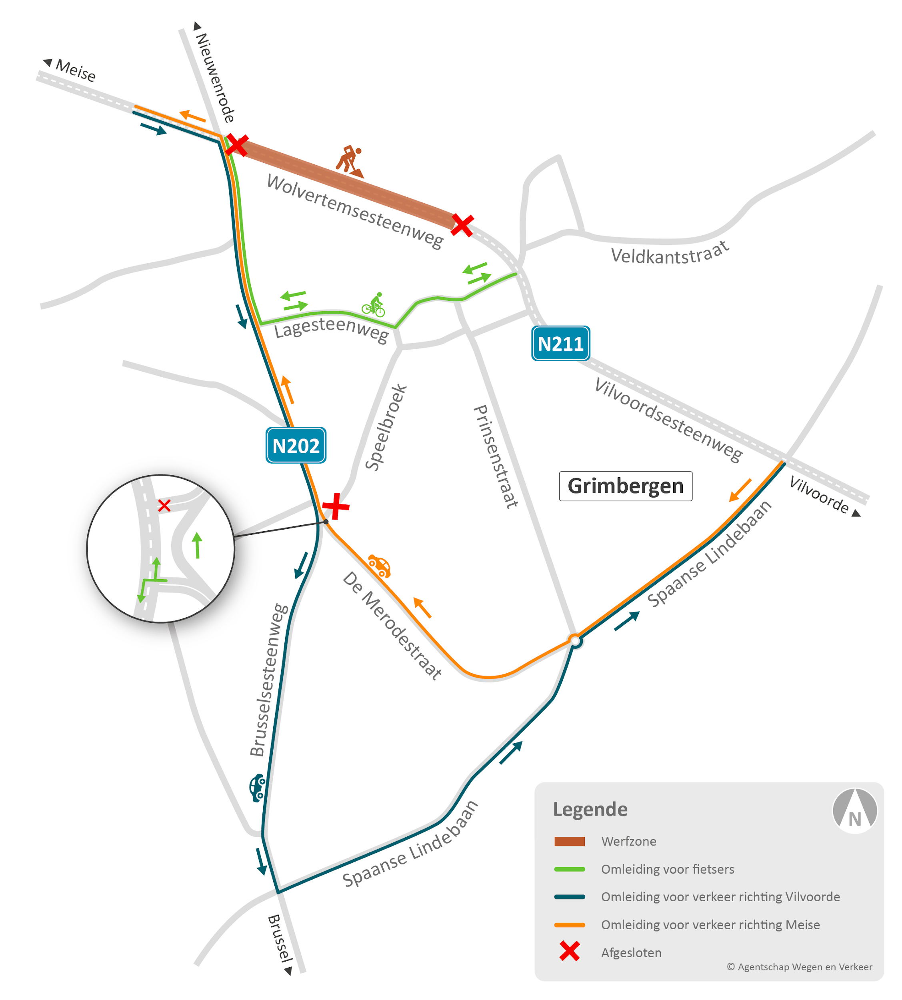 Nieuwenrode
Meise
Wolvertemsesteenweg
Veldkantstraat
Lagesteenweg
N211
Vilvoordsesteenweg
Speelbroek
Prinsenstraat
N202
Grimbergen
Vilvoorde
Spaanse Lindebaan
De Merodestraat
Brusselsesteenweg
Spaanse Lindebaan
Brussel
Legende
N
Werfzone
Omleiding voor fietsers
Omleiding voor verkeer richting Vilvoorde
Omleiding voor verkeer richting Meise
Afgesloten
© Agentschap Wegen en Verkeer